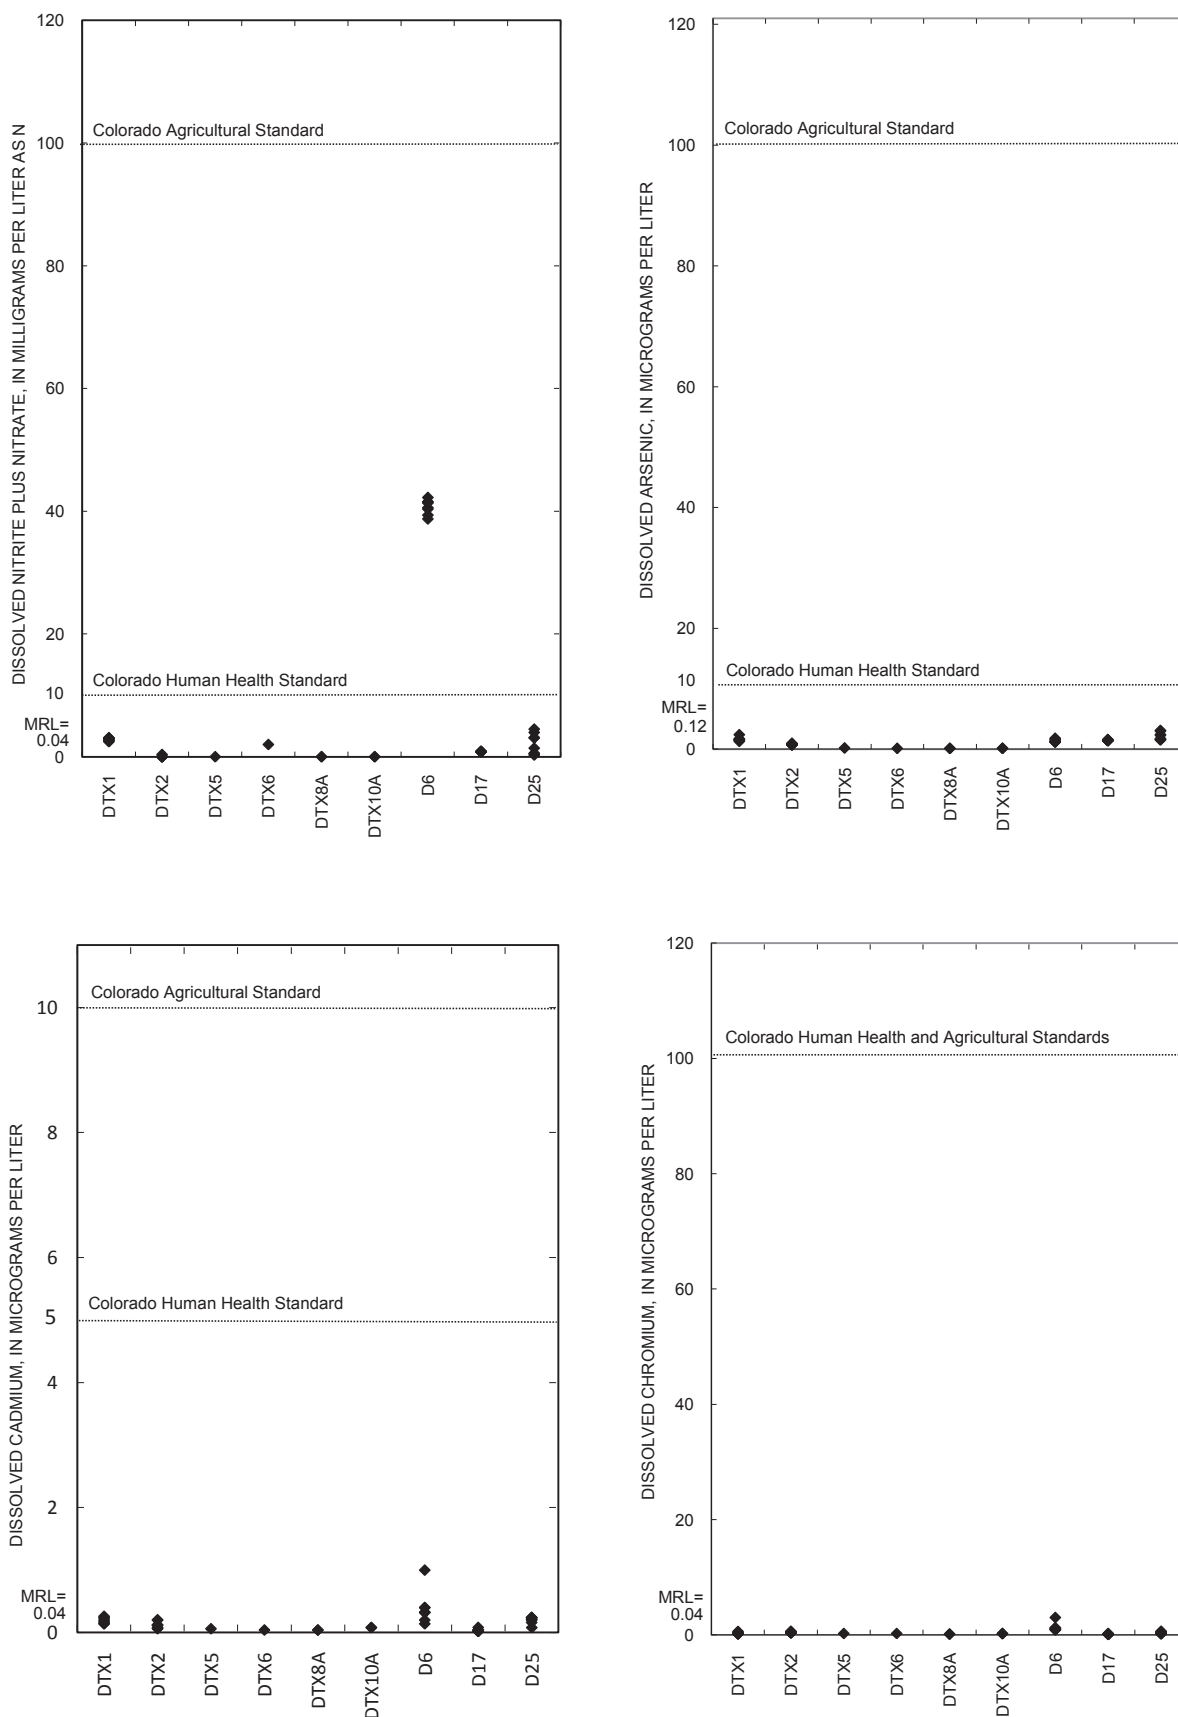 DISSOLVED NITRITE PLUS NITRATE, IN MILLIGRAMS PER LITER AS N
120
100
80
60
40
20
10
MRL=
0.04
0
Colorado Agricultural Standard
Colorado Human Health Standard
DTX1
DTX2
DTX5
DTX6
DTX8A
DTX10A
D6
D17
D25
DISSOLVED ARSENIC, IN MICROGRAMS PER LITER
120
100
80
60
40
20
10
MRL=
0.12
0
Colorado Agricultural Standard
Colorado Human Health Standard
DTX1
DTX2
DTX5
DTX6
DTX8A
DTX10A
D6
D17
D25
DISSOLVED CADMIUM, IN MICROGRAMS PER LITER
10
8
6
5
4
2
MRL=
0.04
0
Colorado Agricultural Standard
Colorado Human Health Standard
DTX1
DTX2
DTX5
DTX6
DTX8A
DTX10A
D6
D17
D25
DISSOLVED CHROMIUM, IN MICROGRAMS PER LITER
120
100
80
60
40
20
MRL=
0.04
0
Colorado Human Health and Agricultural Standards
DTX1
DTX2
DTX5
DTX6
DTX8A
DTX10A
D6
D17
D25